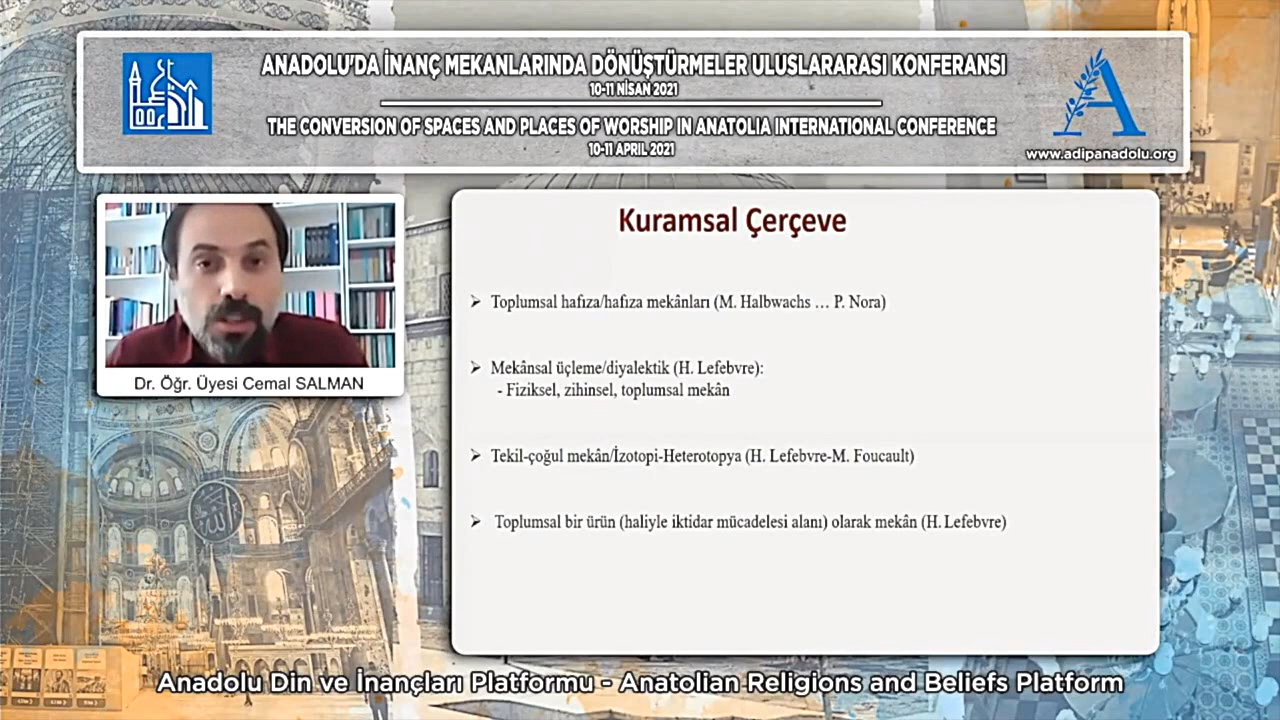 ANADOLU'DA İNANÇ MEKANLARINDA DÖNÜŞTÜRMELER ULUSLARARASI KONFERANSI
10-11 NİSAN 2021
THE CONVERSION OF SPACES AND PLACES OF WORSHIP IN ANATOLIA INTERNATIONAL CONFERENCE
10-11 APRIL 2021
www.adipanadolu.org
Dr. Öğr. Üyesi Cemal SALMAN
Kuramsal Çerçeve
➢ Toplumsal hafıza/hafıza mekânları (M. Halbwachs … P. Nora)
➢ Mekânsal üçleme/diyalektik (H. Lefebvre):
- Fiziksel, zihinsel, toplumsal mekân
➢ Tekil-çoğul mekân/İzotopi-Heterotopya (H. Lefebvre-M. Foucault)
➢ Toplumsal bir ürün (haliyle iktidar mücadelesi alanı) olarak mekân (H. Lefebvre)
Anadolu Din ve İnançları Platformu - Anatolian Religions and Beliefs Platform